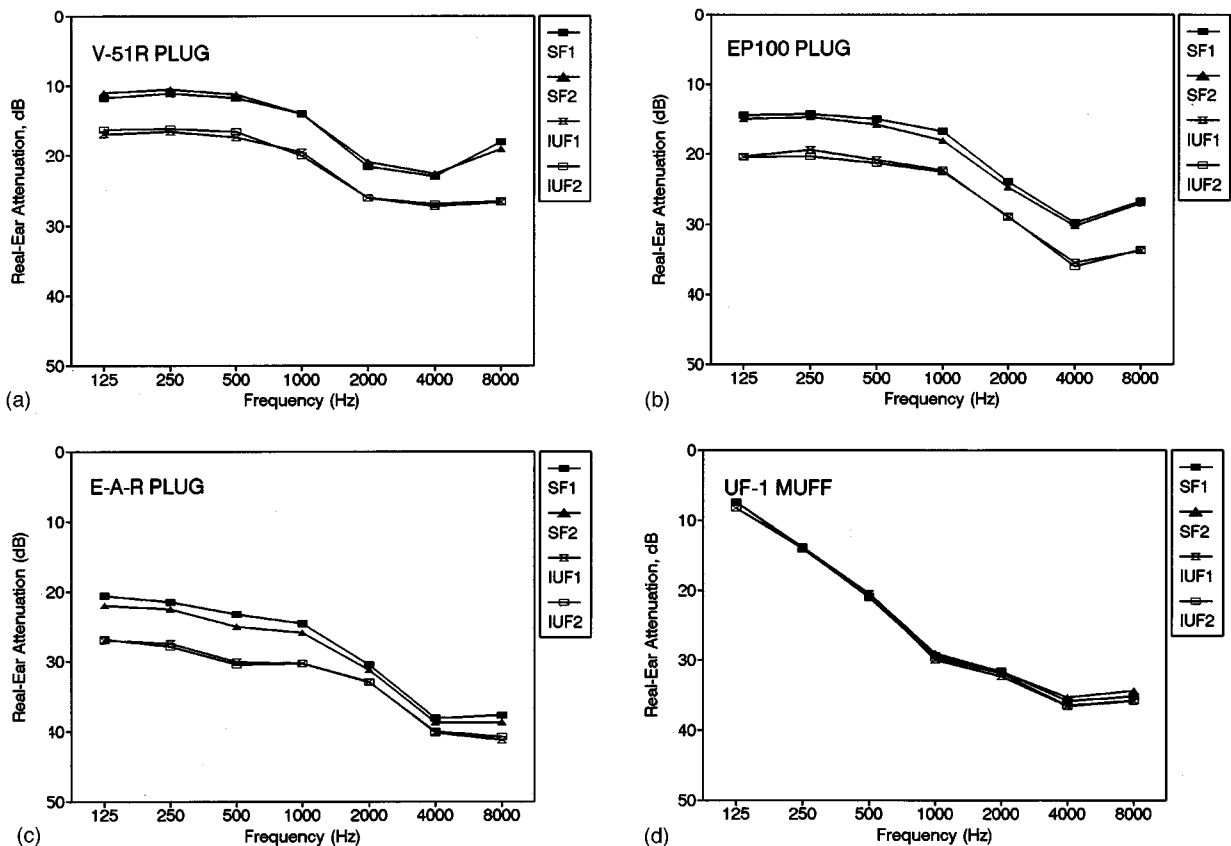 V-51R PLUG
Real-Ear Attenuation, dB
0
10
20
30
40
50
125 250 500 1000 2000 4000 8000
Frequency (Hz)
SF1
SF2
IUF1
IUF2
(a)
EP100 PLUG
Real-Ear Attenuation (dB)
0
10
20
30
40
50
125 250 500 1000 2000 4000 8000
Frequency (Hz)
SF1
SF2
IUF1
IUF2
(b)
E-A-R PLUG
Real-Ear Attenuation (dB)
0
10
20
30
40
50
125 250 500 1000 2000 4000 8000
Frequency (Hz)
SF1
SF2
IUF1
IUF2
(c)
UF-1 MUFF
Real-Ear Attenuation, dB
0
10
20
30
40
50
125 250 500 1000 2000 4000 8000
Frequency (Hz)
SF1
SF2
IUF1
IUF2
(d)